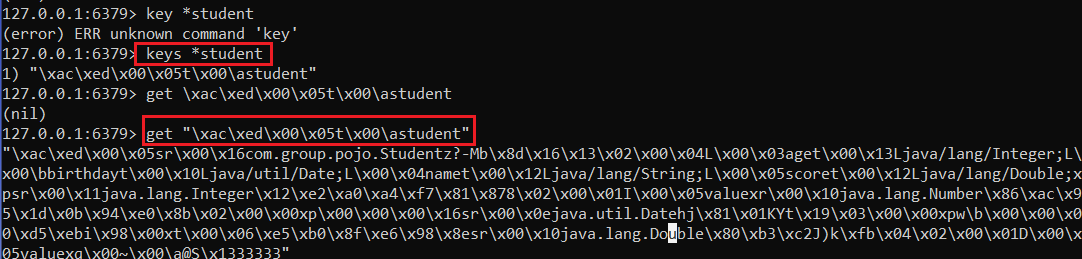 127.0.0.1:6379> key *student
(error) ERR unknown command 'key'
127.0.0.1:6379> keys *student
1) "\xac\xed\x00\x05t\x00\astudent"
127.0.0.1:6379> get \xac\xed\x00\x05t\x00\astudent
(nil)
127.0.0.1:6379> get "\xac\xed\x00\x05t\x00\astudent"
"\xac\xed\x00\x05sr\x00\x16com.group.pojo.Studentz?-Mb\x8d\x16\x13\x02\x00\x04L\x00\x03aget\x00\x13Ljava/lang/Integer;L\
x00\bbirthdayt\x00\x10Ljava/util/Date;L\x00\x04namet\x00\x12Ljava/lang/String;L\x00\x05scoret\x00\x12Ljava/lang/Double;x
psr\x00\x11java.lang.Integer\x12\xe2\xa0\xa4\xf7\x81\x878\x02\x00\x01I\x00\x05valuexr\x00\x10java.lang.Number\x86\xac\x9
5\x1d\x0b\x94\xe0\x8b\x02\x00\x00xp\x00\x00\x00\x16sr\x00\x0ejava.util.Datehj\x81\x01KYt\x19\x03\x00\x00xpw\b\x00\x00\x0
0\xd5\xebi\x98\x00xt\x00\x06\xe5\xb0\x8f\xe6\x98\x8esr\x00\x10java.lang.Double\x80\xb3\xc2J)k\xfb\x04\x02\x00\x01D\x00\x
05valuexq\x00~\x00\a@S\x1333333"